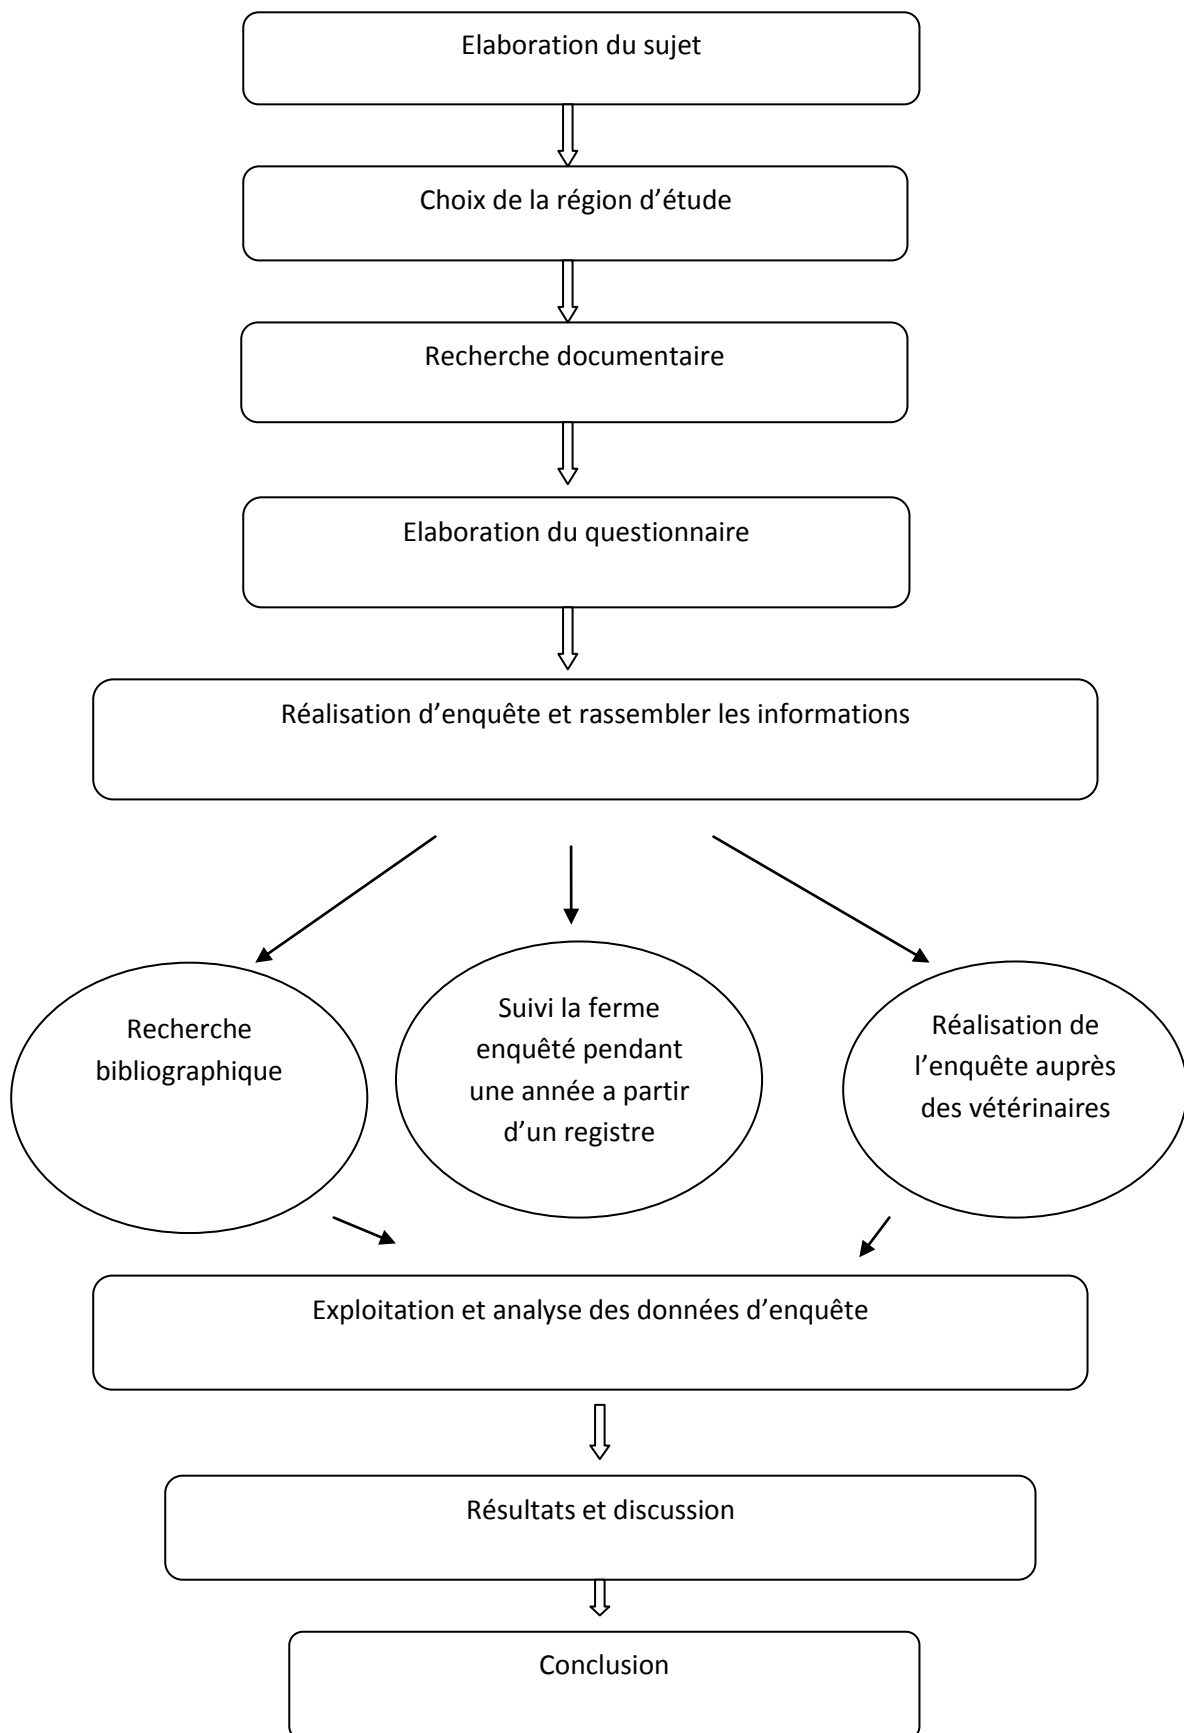 Elaboration du sujet
Choix de la région d’étude
Recherche documentaire
Elaboration du questionnaire
Réalisation d’enquête et rassembler les informations
Recherche
bibliographique
Suivi la ferme
enquêté pendant
une année a partir
d’un registre
Réalisation de
l’enquête auprès
des vétérinaires
Exploitation et analyse des données d’enquête
Résultats et discussion
Conclusion